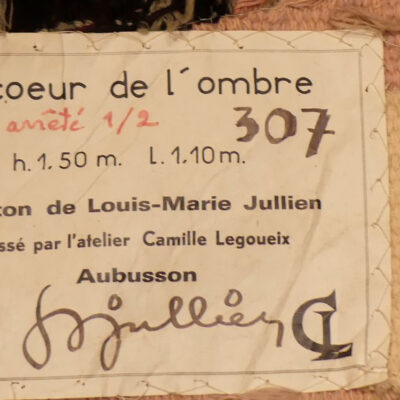 coeur de l'ombre
arrêté 1/2 307
h. 1.50 m. L. 1.10 m.
ton de Louis-Marie Jullien
ssé par l'atelier Camille Legoueix
Aubusson
Jullien CL